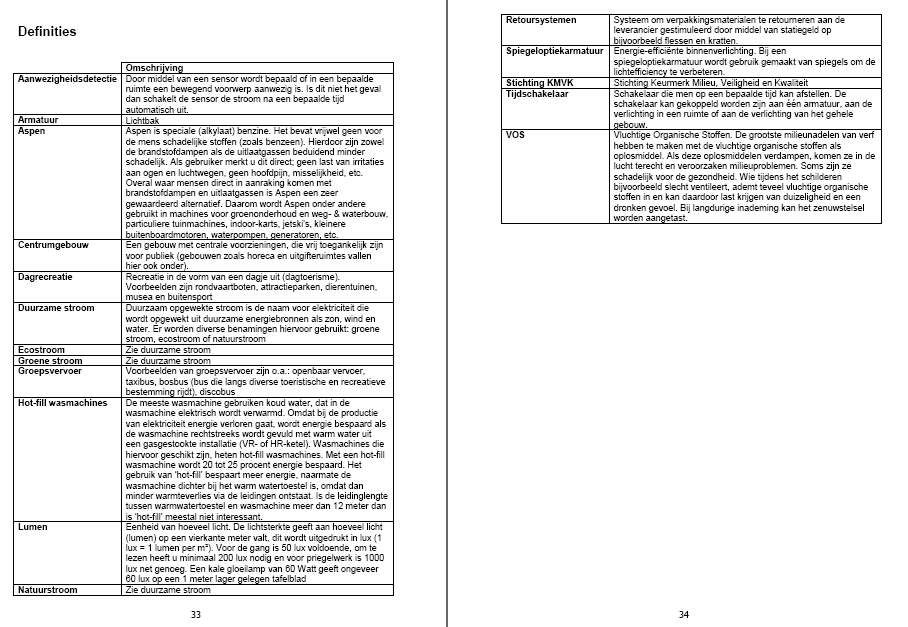 Definities
Omschrijving
Aanwezigheidsdetectie Door middel van een sensor wordt bepaald of in een bepaalde
ruimte een bewegend voorwerp aanwezig is. Is dit niet het geval
dan schakelt de sensor de stroom na een bepaalde tijd
automatisch uit.
Armatuur Lichtbak
Aspen Aspen is speciale (alkylaat) benzine. Het bevat vrijwel geen voor
de mens schadelijke stoffen (zoals benzeen). Hierdoor zijn zowel
de brandstofdampen als de uitlaatgassen beduidend minder
schadelijk. Als gebruiker merkt u dit direct; geen last van irritaties
aan ogen en luchtwegen, geen hoofdpijn, misselijkheid, etc.
Overal waar mensen direct in aanraking komen met
brandstofdampen en uitlaatgassen is Aspen een zeer
gewaardeerd alternatief. Daarom wordt Aspen onder andere
gebruikt in machines voor groenonderhoud en weg- & waterbouw,
particuliere tuinmachines, indoor-karts, jetski's, kleinere
buitenboordmotoren, waterpompen, generatoren, etc.
Centrumgebouw Een gebouw met centrale voorzieningen, die vrij toegankelijk zijn
voor publiek (gebouwen zoals horeca en uitgifteruimtes vallen
hier ook onder).
Dagrecreatie Recreatie in de vorm van een dagje uit (dagtoerisme).
Voorbeelden zijn rondvaartboten, attractieparken, dierentuinen,
musea en buitensport
Duurzame stroom Duurzaam opgewekte stroom is de naam voor elektriciteit die
wordt opgewekt uit duurzame energiebronnen als zon, wind en
water. Er worden diverse benamingen hiervoor gebruikt: groene
stroom, ecostroom of natuurstroom
Ecostroom Zie duurzame stroom
Groene stroom Zie duurzame stroom
Groepsvervoer Voorbeelden van groepsvervoer zijn o.a.: openbaar vervoer,
taxibus, bosbus (bus die langs diverse toeristische en recreatieve
bestemming rijdt), discobus
Hot-fill wasmachines De meeste wasmachine gebruiken koud water, dat in de
wasmachine elektrisch wordt verwarmd. Omdat bij de productie
van elektriciteit energie verloren gaat, wordt energie bespaard als
de wasmachine rechtstreeks wordt gevuld met warm water uit
een gasgestookte installatie (VR- of HR-ketel). Wasmachines die
hiervoor geschikt zijn, heten hot-fill wasmachines. Met een hot-fill
wasmachine wordt 20 tot 25 procent energie bespaard. Het
gebruik van 'hot-fill' bespaart meer energie, naarmate de
wasmachine dichter bij het warm watertoestel is, omdat dan
minder warmteverlies via de leidingen ontstaat. Is de leidinglengte
tussen warmwatertoestel en wasmachine meer dan 12 meter dan
is 'hot-fill' meestal niet interessant.
Lumen Eenheid van hoeveel licht. De lichtsterkte geeft aan hoeveel licht
(lumen) op een vierkante meter valt, dit wordt uitgedrukt in lux (1
lux = 1 lumen per m²). Voor de gang is 50 lux voldoende, om te
lezen heeft u minimaal 200 lux nodig en voor priegelwerk is 1000
lux net genoeg. Een kale gloeilamp van 60 Watt geeft ongeveer
60 lux op een 1 meter lager gelegen tafelblad
Natuurstroom Zie duurzame stroom
33
Retoursystemen Systeem om verpakkingsmaterialen te retourneren aan de
leverancier gestimuleerd door middel van statiegeld op
bijvoorbeeld flessen en kratten.
Spiegeloptiekarmatuur Energie-efficiënte binnenverlichting. Bij een
spiegeloptiekarmatuur wordt gebruik gemaakt van spiegels om de
lichtefficiency te verbeteren.
Stichting KMVK Stichting Keurmerk Milieu, Veiligheid en Kwaliteit
Tijdschakelaar Schakelaar die men op een bepaalde tijd kan afstellen. De
schakelaar kan gekoppeld worden zijn aan één armatuur, aan de
verlichting in een ruimte of aan de verlichting van het gehele
gebouw.
VOS Vluchtige Organische Stoffen. De grootste milieunadelen van verf
hebben te maken met de vluchtige organische stoffen als
oplosmiddel. Als deze oplosmiddelen verdampen, komen ze in de
lucht terecht en veroorzaken milieuproblemen. Soms zijn ze
schadelijk voor de gezondheid. Wie tijdens het schilderen
bijvoorbeeld slecht ventileert, ademt teveel vluchtige organische
stoffen in en kan daardoor last krijgen van duizeligheid en een
dronken gevoel. Bij langdurige inademing kan het zenuwstelsel
worden aangetast.
34